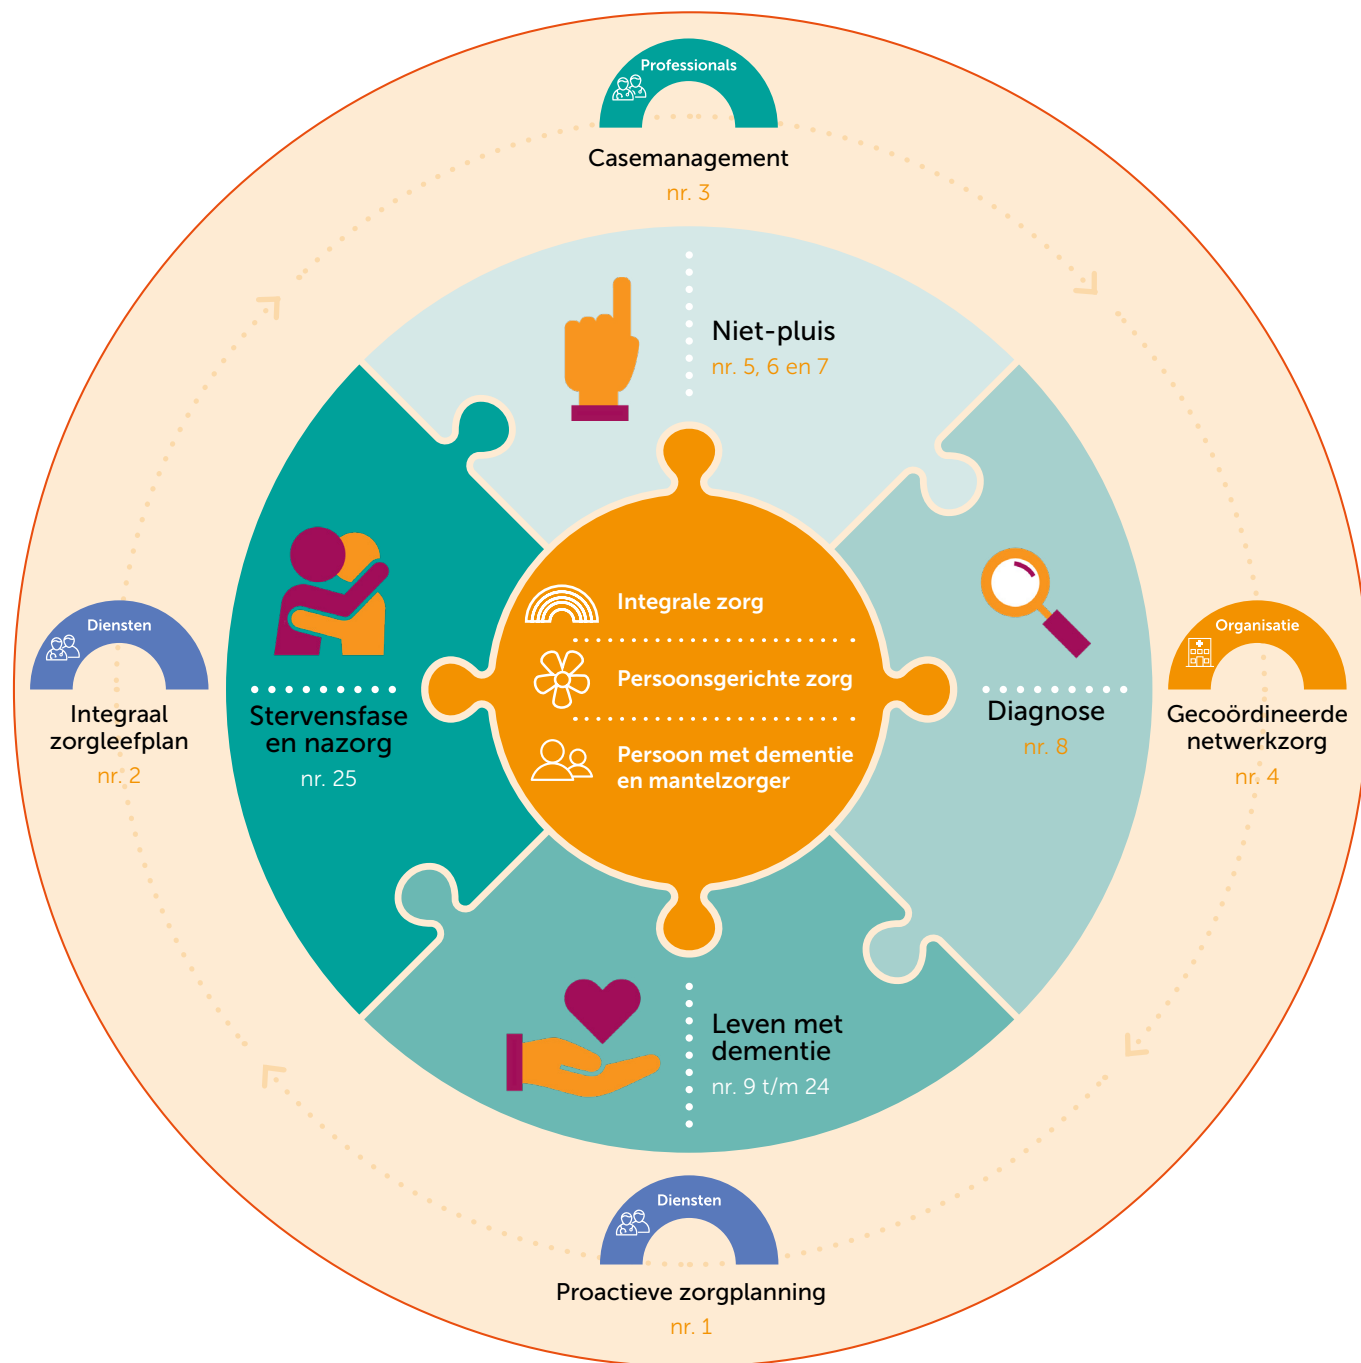 Professionals
Casemanagement
nr. 3
Niet-pluis
nr. 5, 6 en 7
Integrale zorg
Persoonsgerichte zorg
Persoon met dementie
en mantelzorger
Diensten
Integraal
zorgleefplan
nr. 2
Stervensfase
en nazorg
nr. 25
Diagnose
nr. 8
Organisatie
Gecoördineerde
netwerkzorg
nr. 4
Leven met
dementie
nr. 9 t/m 24
Diensten
Proactieve zorgplanning
nr. 1